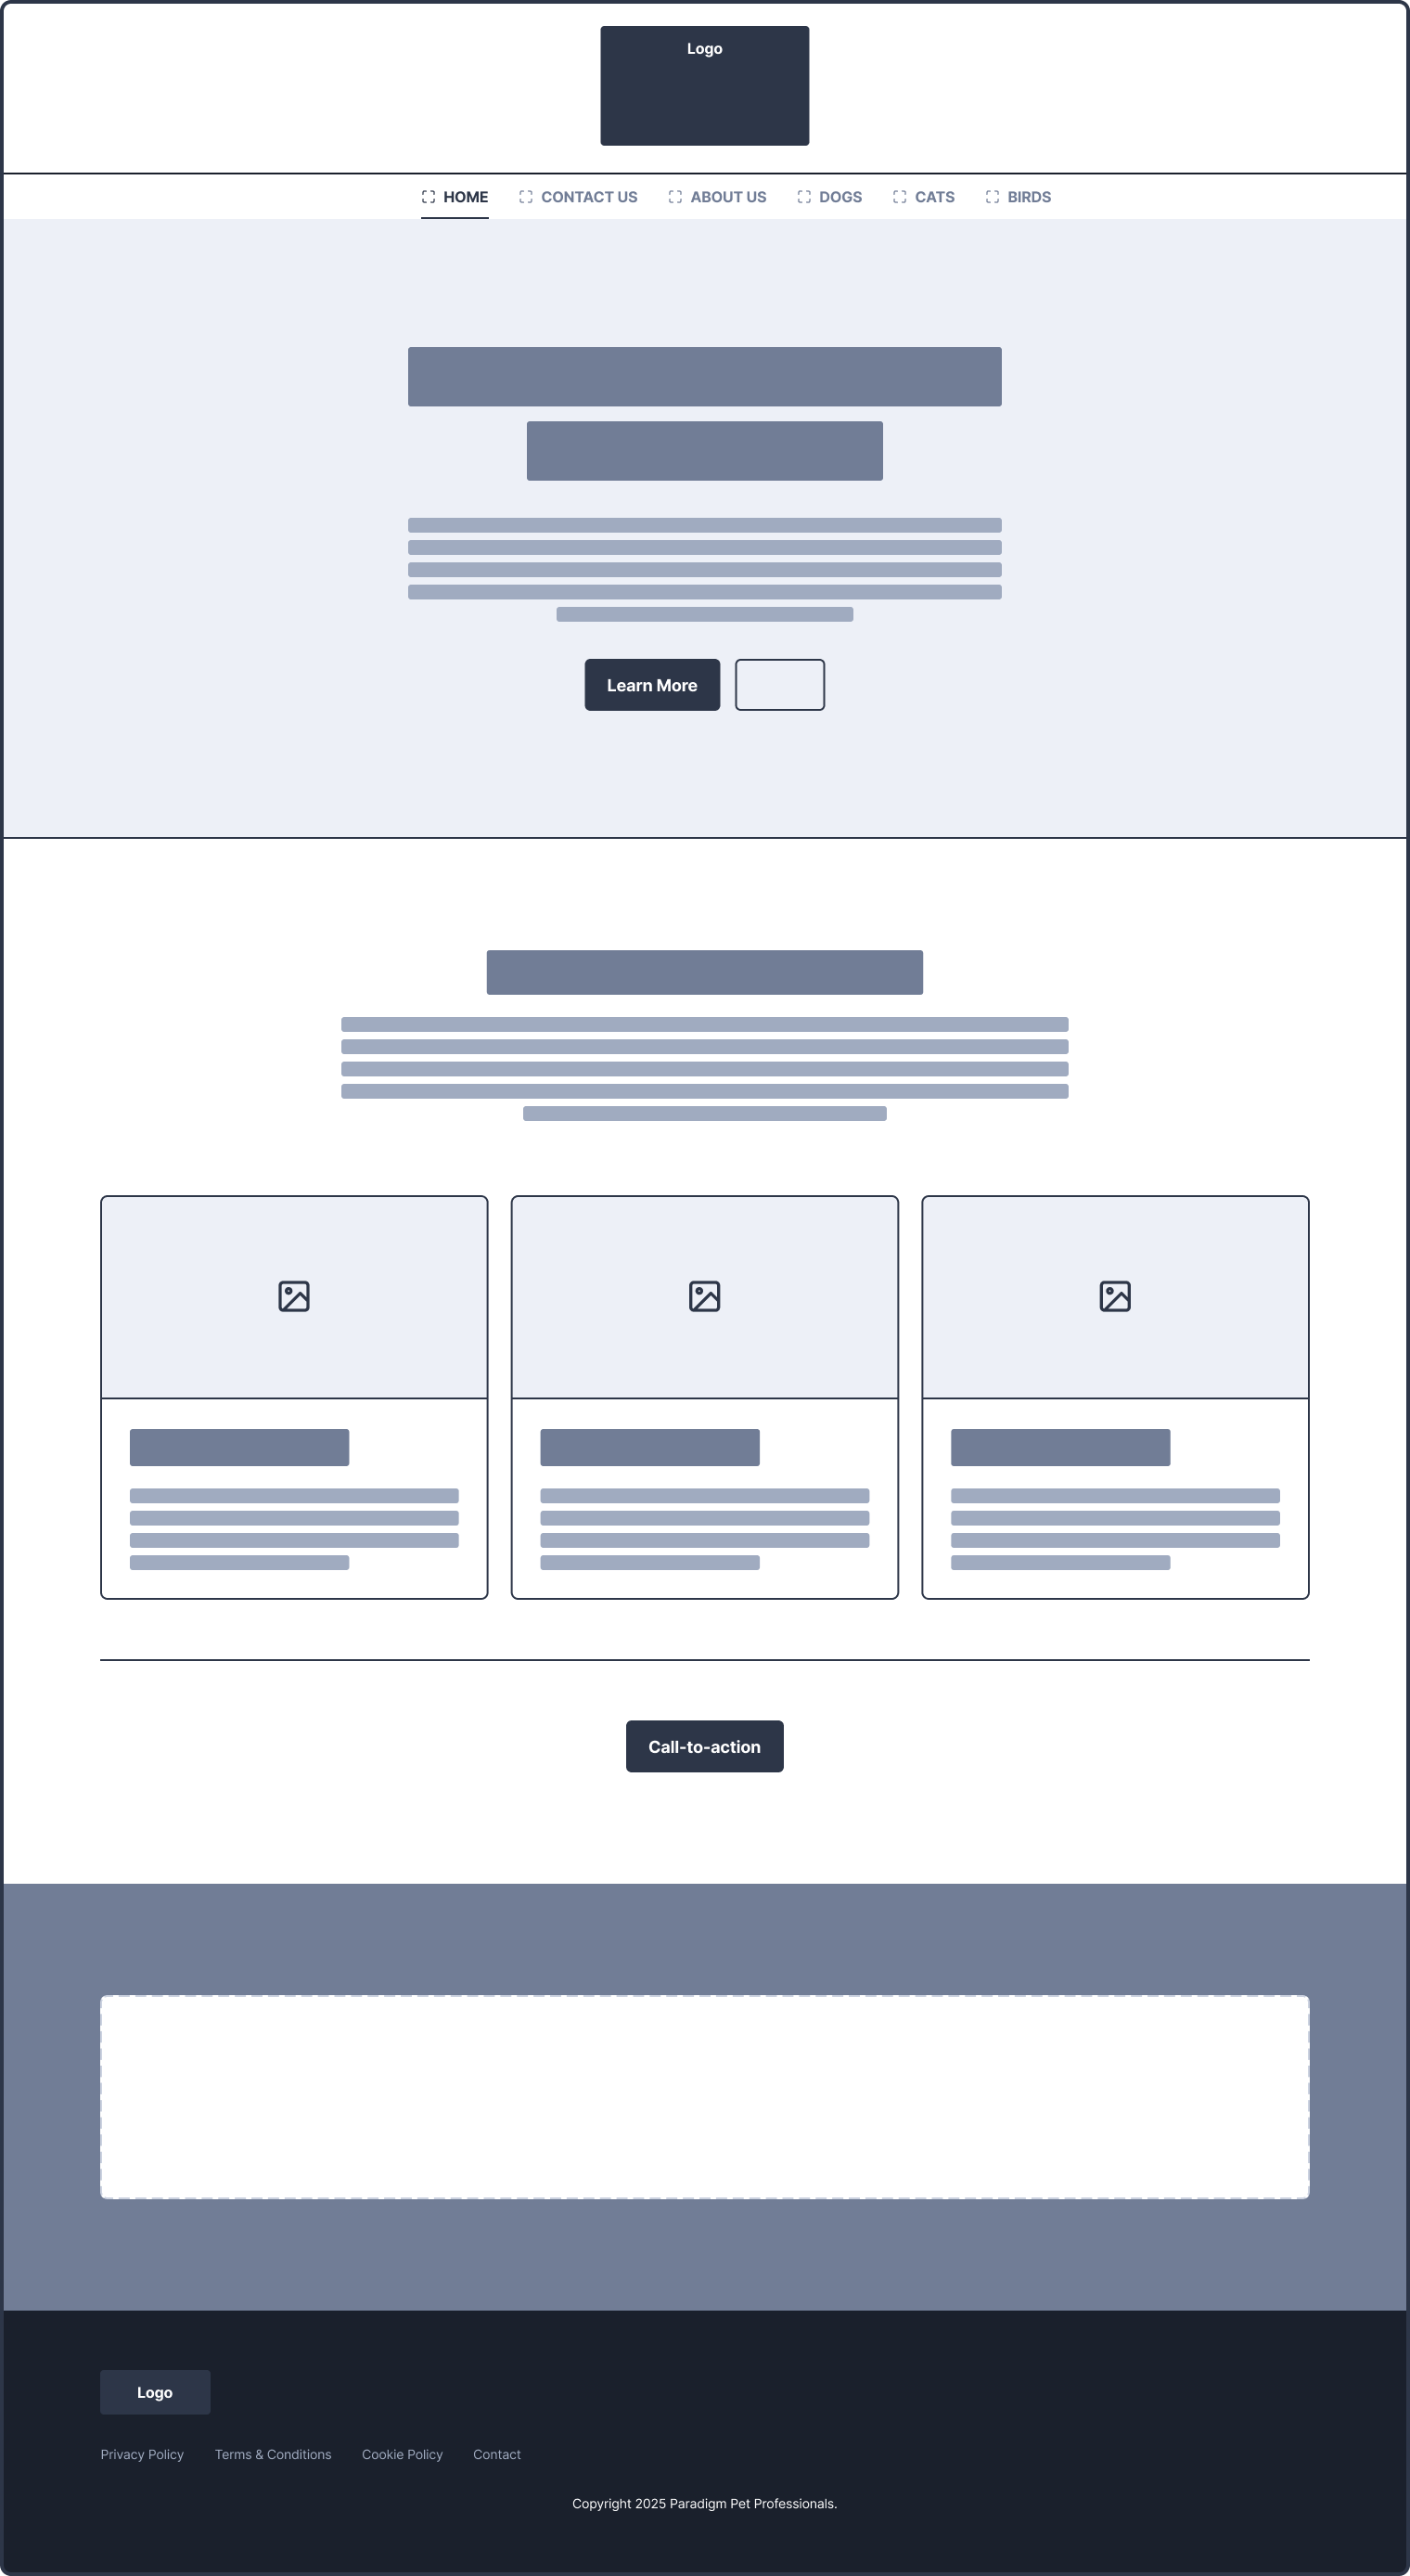 Logo
HOME CONTACT US ABOUT US DOGS CATS BIRDS
Learn More
Call-to-action
Logo
Privacy Policy Terms & Conditions Cookie Policy Contact
Copyright 2025 Paradigm Pet Professionals.